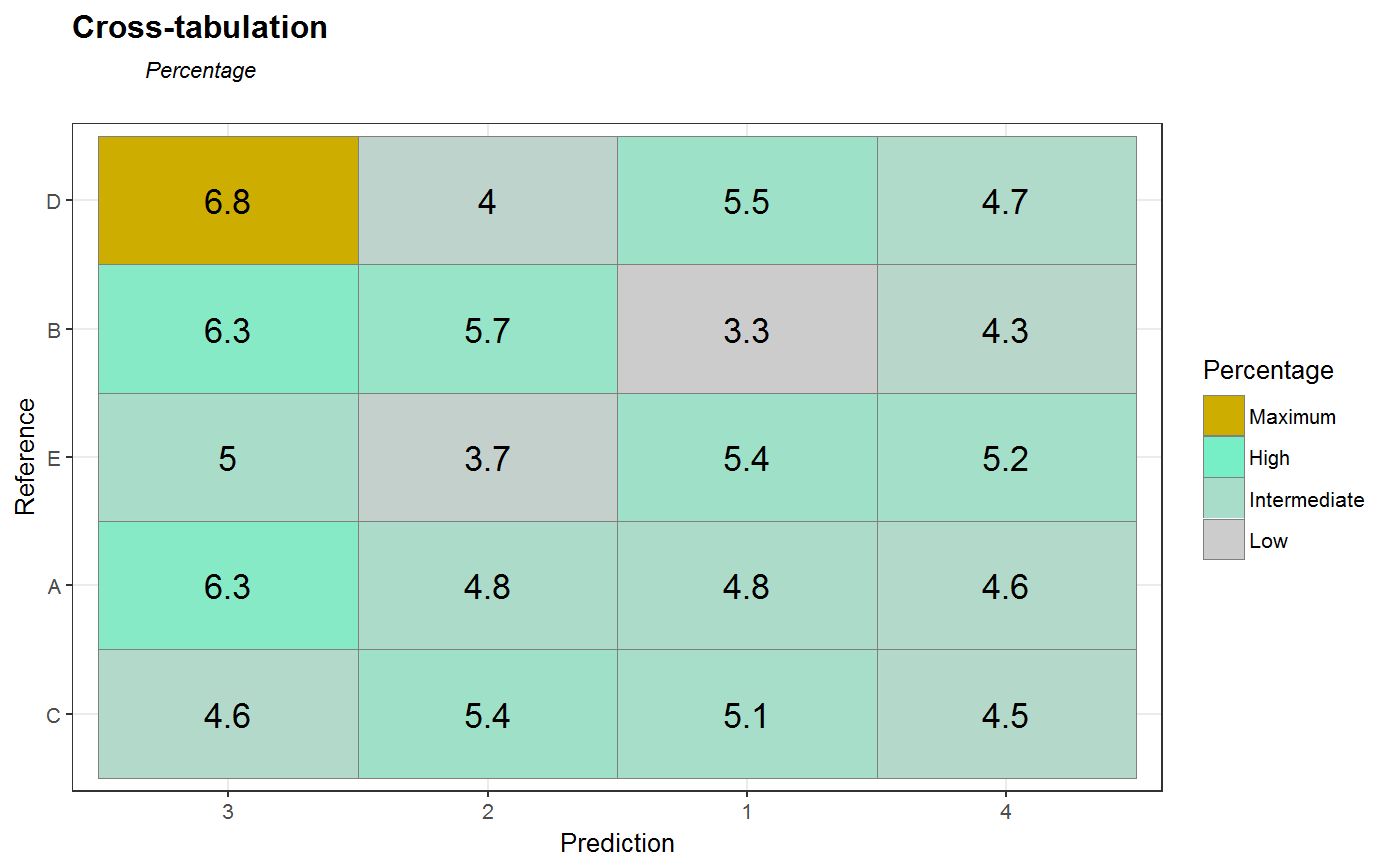 Cross-tabulation
Percentage
D 6.8 4 5.5 4.7
B 6.3 5.7 3.3 4.3
E 5 3.7 5.4 5.2
A 6.3 4.8 4.8 4.6
C 4.6 5.4 5.1 4.5
3 2 1 4
Prediction
Reference
Percentage
Maximum
High
Intermediate
Low